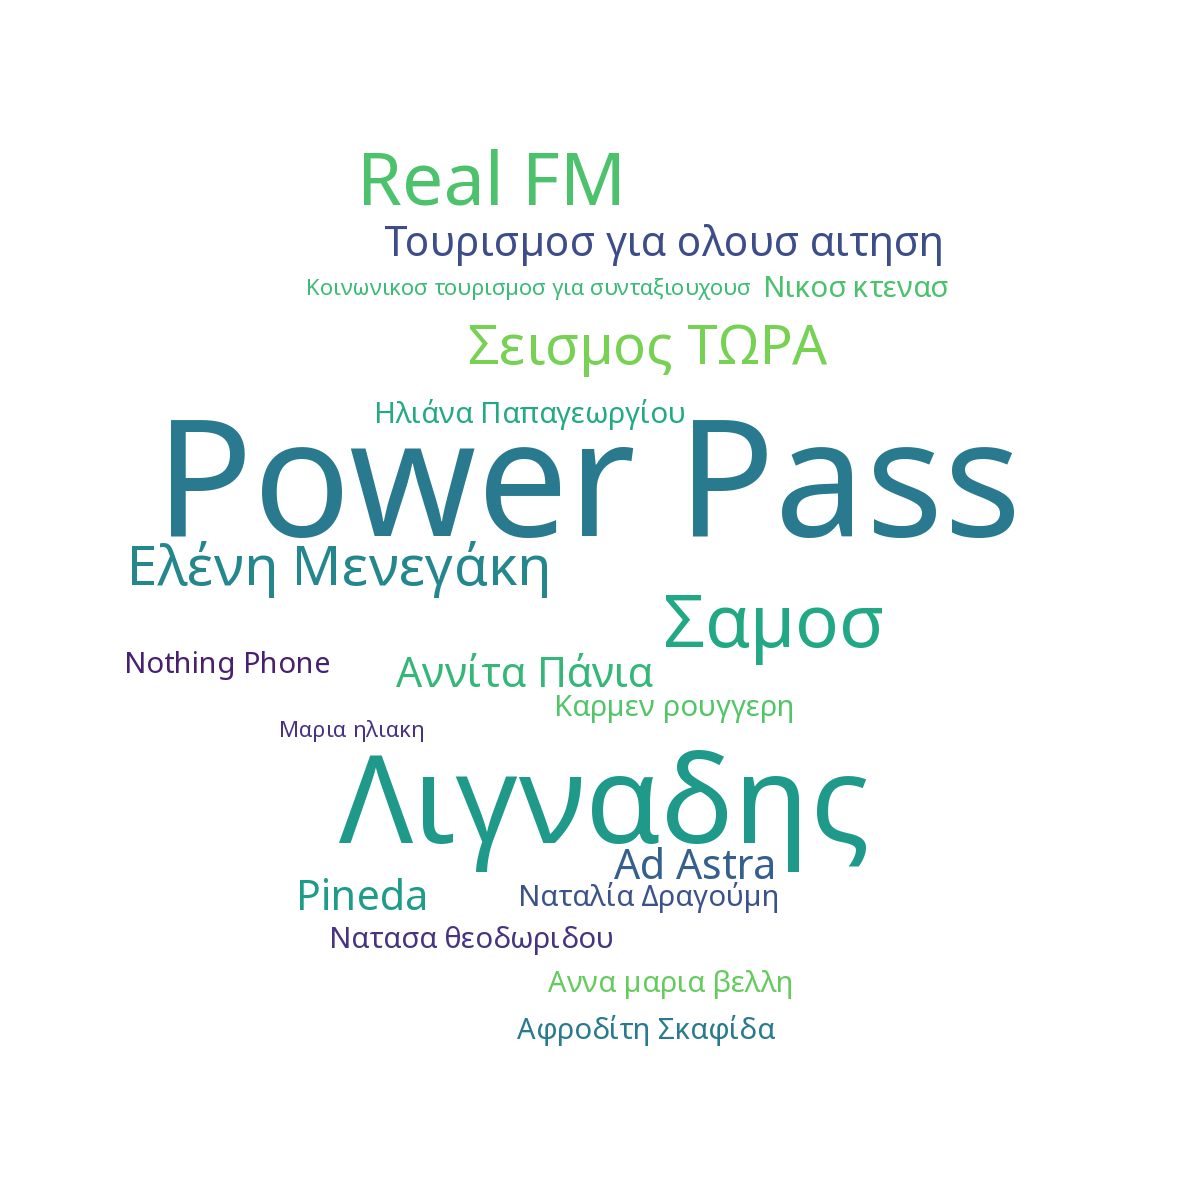 Real FM
Τουρισμοσ για ολουσ αιτηση
Κοινωνικοσ τουρισμοσ για συνταξιουχουσ
Νικοσ κτενασ
Σεισμος ΤΩΡΑ
Ηλιάνα Παπαγεωργίου
Power Pass
Ελένη Μενεγάκη
Σαμοσ
Nothing Phone
Αννίτα Πάνια
Καρμεν ρουγγερη
Μαρια ηλιακη
Λιγναδης
Ad Astra
Pineda
Ναταλία Δραγούμη
Νατασα θεοδωριδου
Αννα μαρια βελλη
Αφροδίτη Σκαφίδα